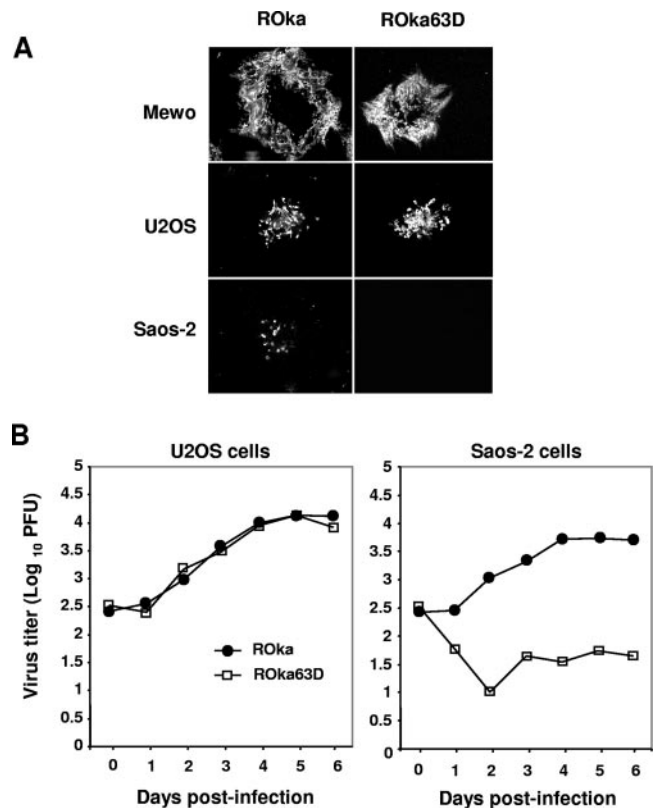 ROka ROka63D
A
Mewo
U2OS
Saos-2
B
U2OS cells
Saos-2 cells
Virus titer (Log 10 PFU)
5
4.5
4
3.5
3
2.5
2
1.5
1
0.5
0
ROka
ROka63D
0 1 2 3 4 5 6
Days post-infection
5
4.5
4
3.5
3
2.5
2
1.5
1
0.5
0
0 1 2 3 4 5 6
Days post-infection